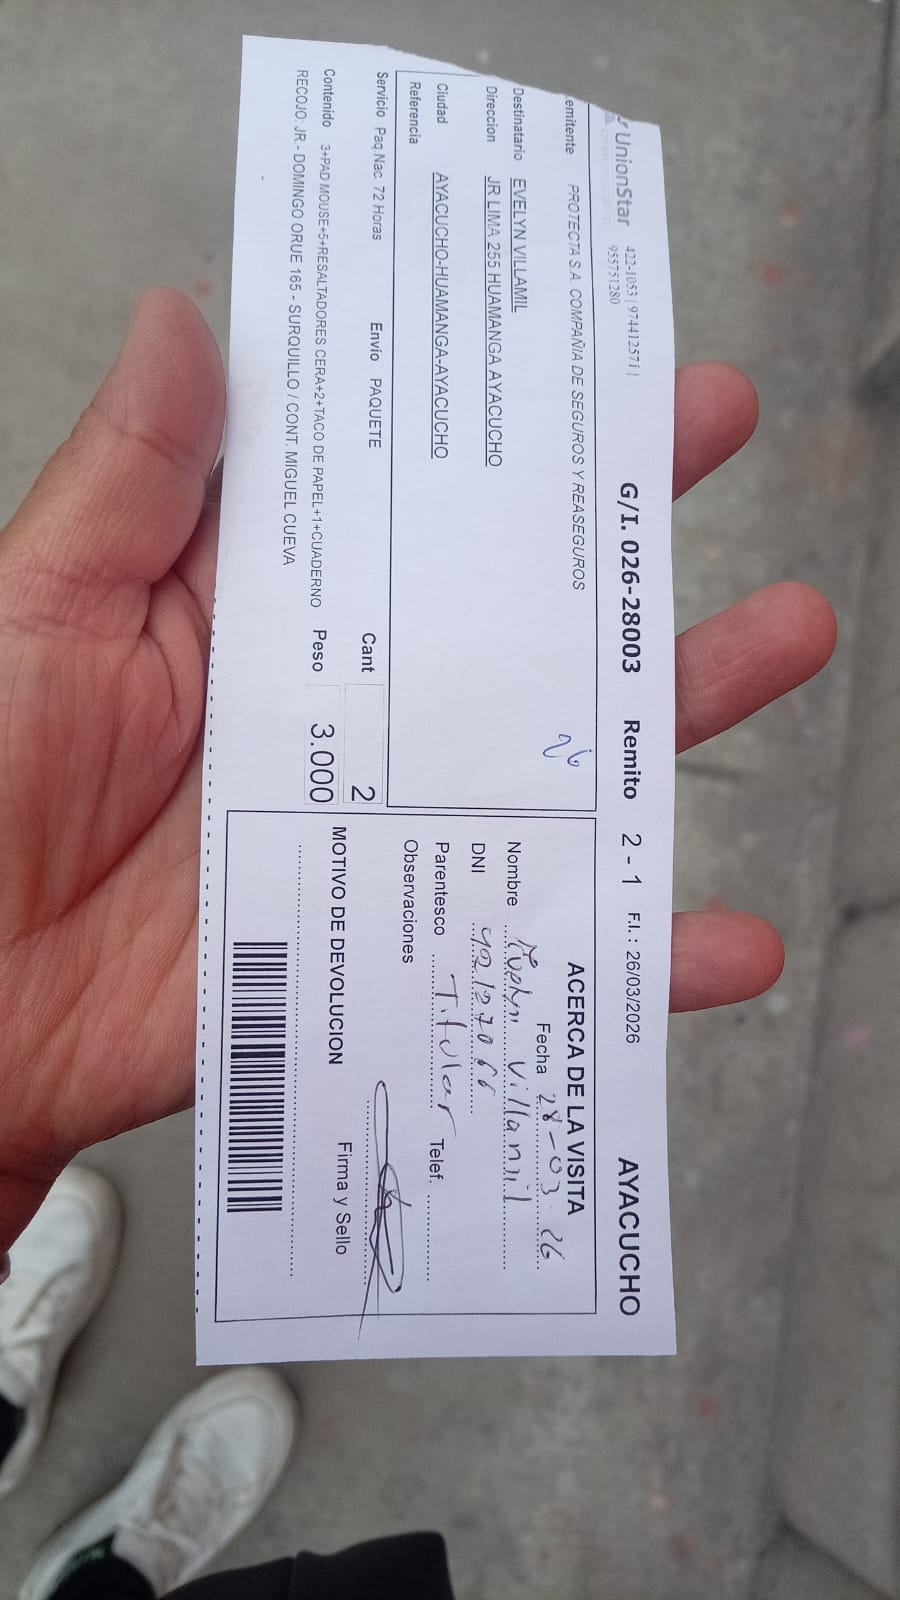 UnionStar 422-1053 | 974412571 |
955751280
G/I. 026-28003 Remito 2 - 1 F.I.: 26/03/2026 AYACUCHO
emitente PROTECTA S.A. COMPAÑIA DE SEGUROS Y REASEGUROS
Destinatario EVELYN VILLAMIL
Direccion JR LIMA 255 HUAMANGA AYACUCHO
Ciudad AYACUCHO-HUAMANGA-AYACUCHO
Referencia
Servicio Paq.Nac. 72 Horas Envío PAQUETE Cant 2
Contenido 3+PAD MOUSE+5+RESALTADORES CERA+2+TACO DE PAPEL+1+CUADERNO Peso 3.000
RECOJO: JR.- DOMINGO ORUE 165 - SURQUILLO / CONT. MIGUEL CUEVA
ACERCA DE LA VISITA
Fecha 28-03-26
Nombre Evelyn Villamil
DNI
Parentesco Titular Telef.
Observaciones
MOTIVO DE DEVOLUCION Firma y Sello